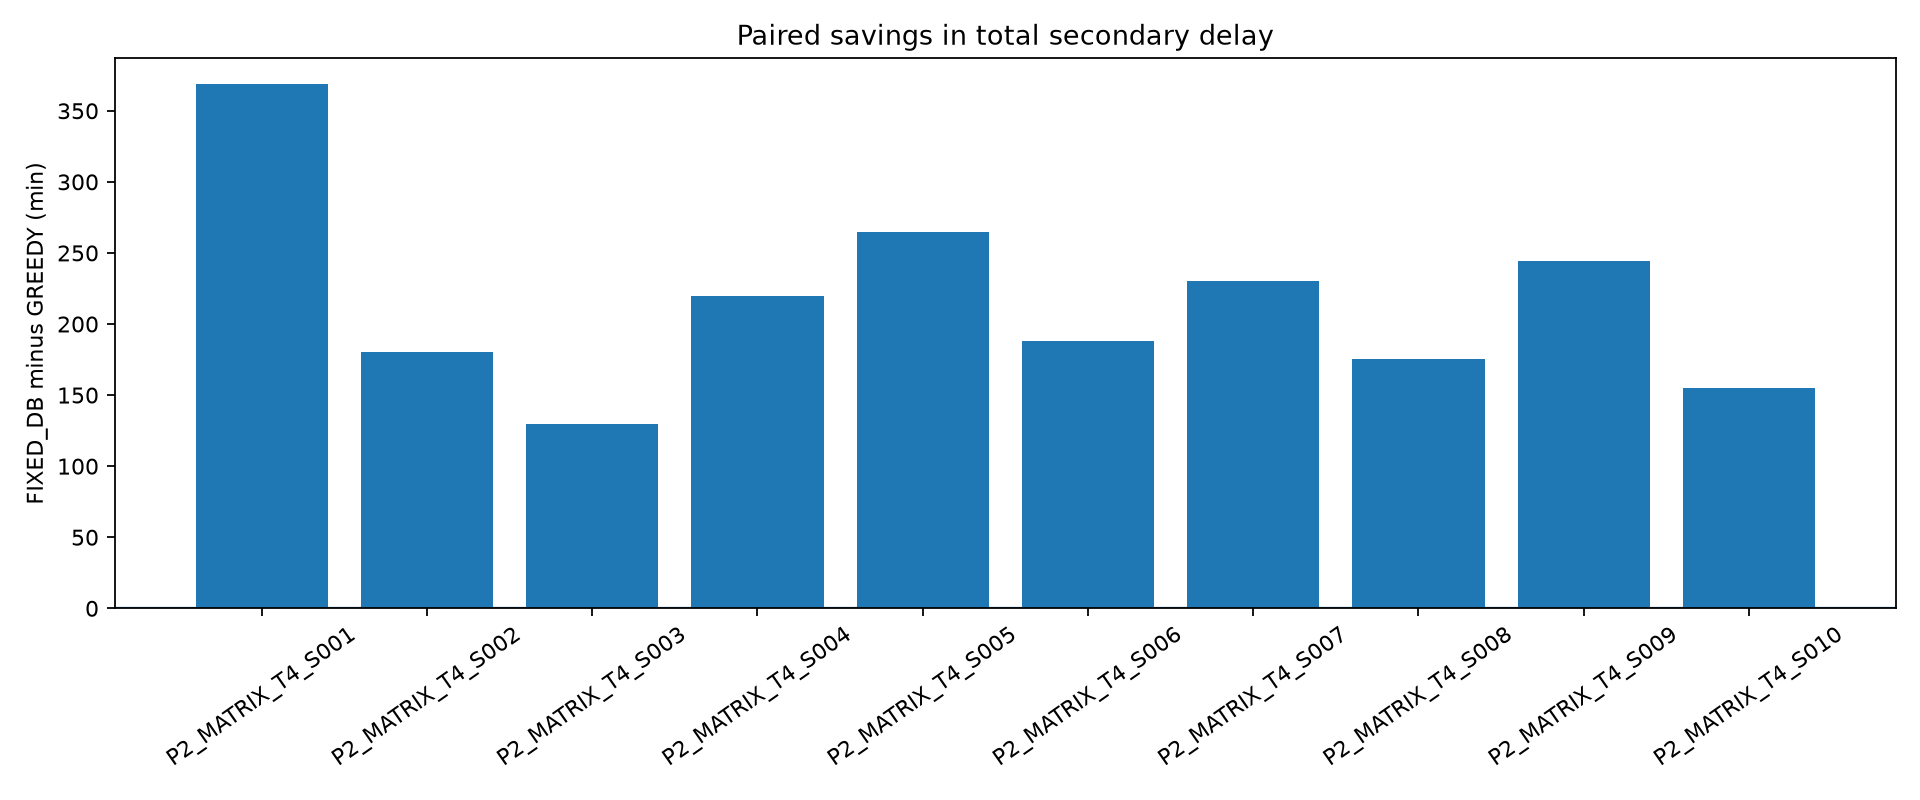 Paired savings in total secondary delay
FIXED_DB minus GREEDY (min)
350
300
250
200
150
100
50
0
P2_MATRIX_T4_S001
P2_MATRIX_T4_S002
P2_MATRIX_T4_S003
P2_MATRIX_T4_S004
P2_MATRIX_T4_S005
P2_MATRIX_T4_S006
P2_MATRIX_T4_S007
P2_MATRIX_T4_S008
P2_MATRIX_T4_S009
P2_MATRIX_T4_S010